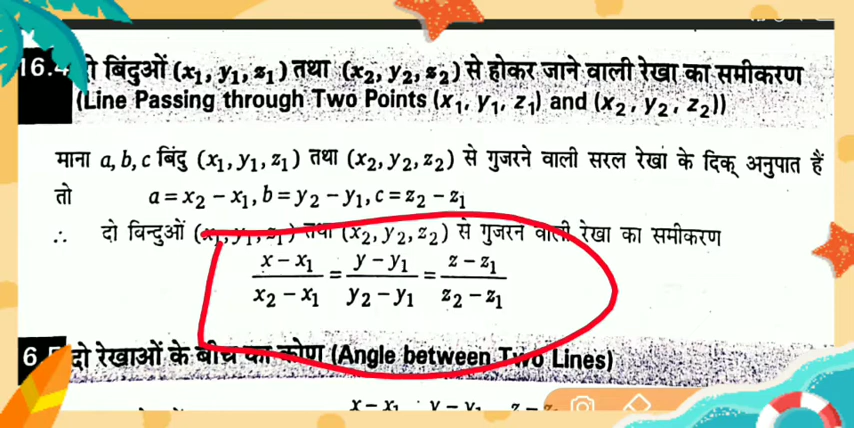 16.4 दो बिंदुओं (x₁, y₁, z₁) तथा (x₂, y₂, z₂) से होकर जाने वाली रेखा का समीकरण
(Line Passing through Two Points (x₁, y₁, z₁) and (x₂, y₂, z₂))
माना a, b, c बिंदु (x₁, y₁, z₁) तथा (x₂, y₂, z₂) से गुजरने वाली सरल रेखा के दिक् अनुपात हैं
तो a = x₂ − x₁, b = y₂ − y₁, c = z₂ − z₁
∴ दो बिन्दुओं (x₁, y₁, z₁) तथा (x₂, y₂, z₂) से गुजरन वाली रेखा का समीकरण
x − x₁ / x₂ − x₁ = y − y₁ / y₂ − y₁ = z − z₁ / z₂ − z₁
दो रेखाओं के बीच का कोण (Angle between Two Lines)
x − x₁ y − y₁